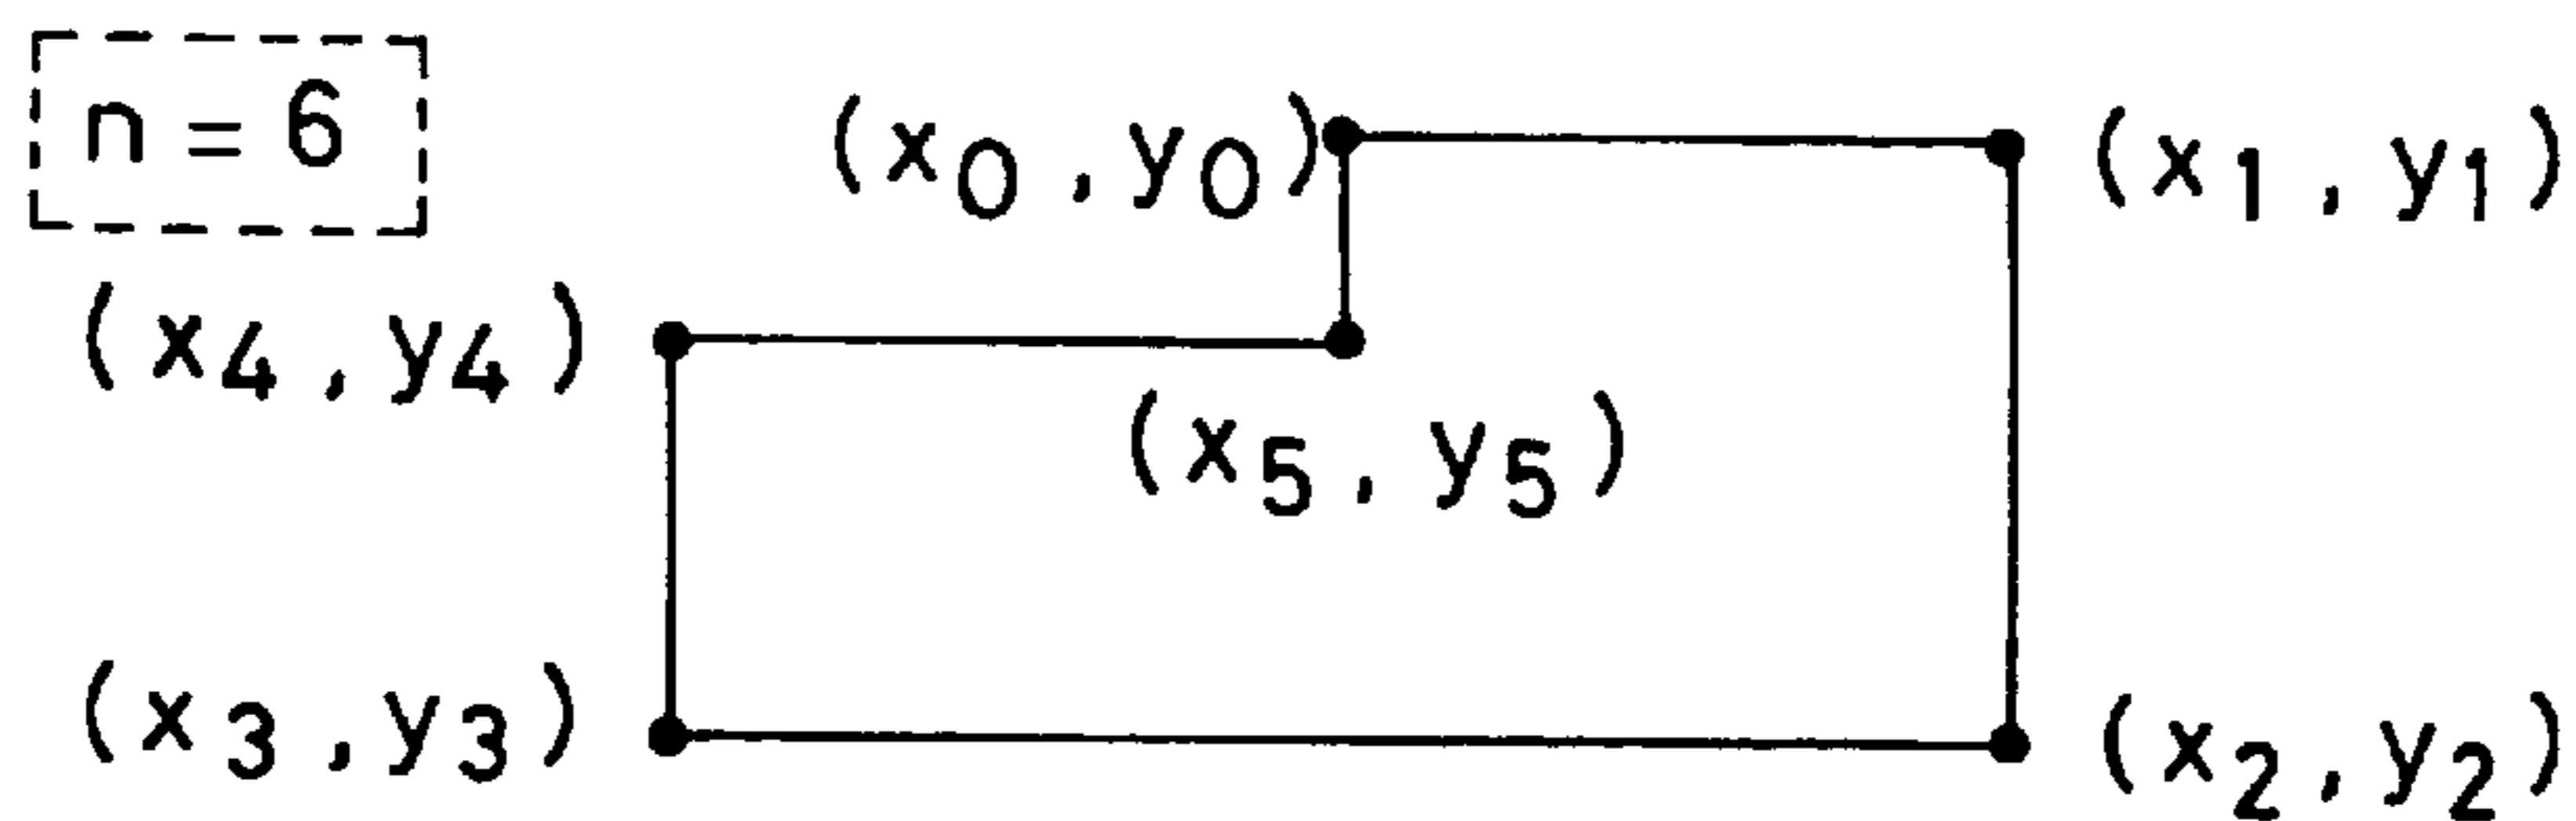 n = 6
(x0, y0)
(x1, y1)
(x4, y4)
(x5, y5)
(x3, y3)
(x2, y2)